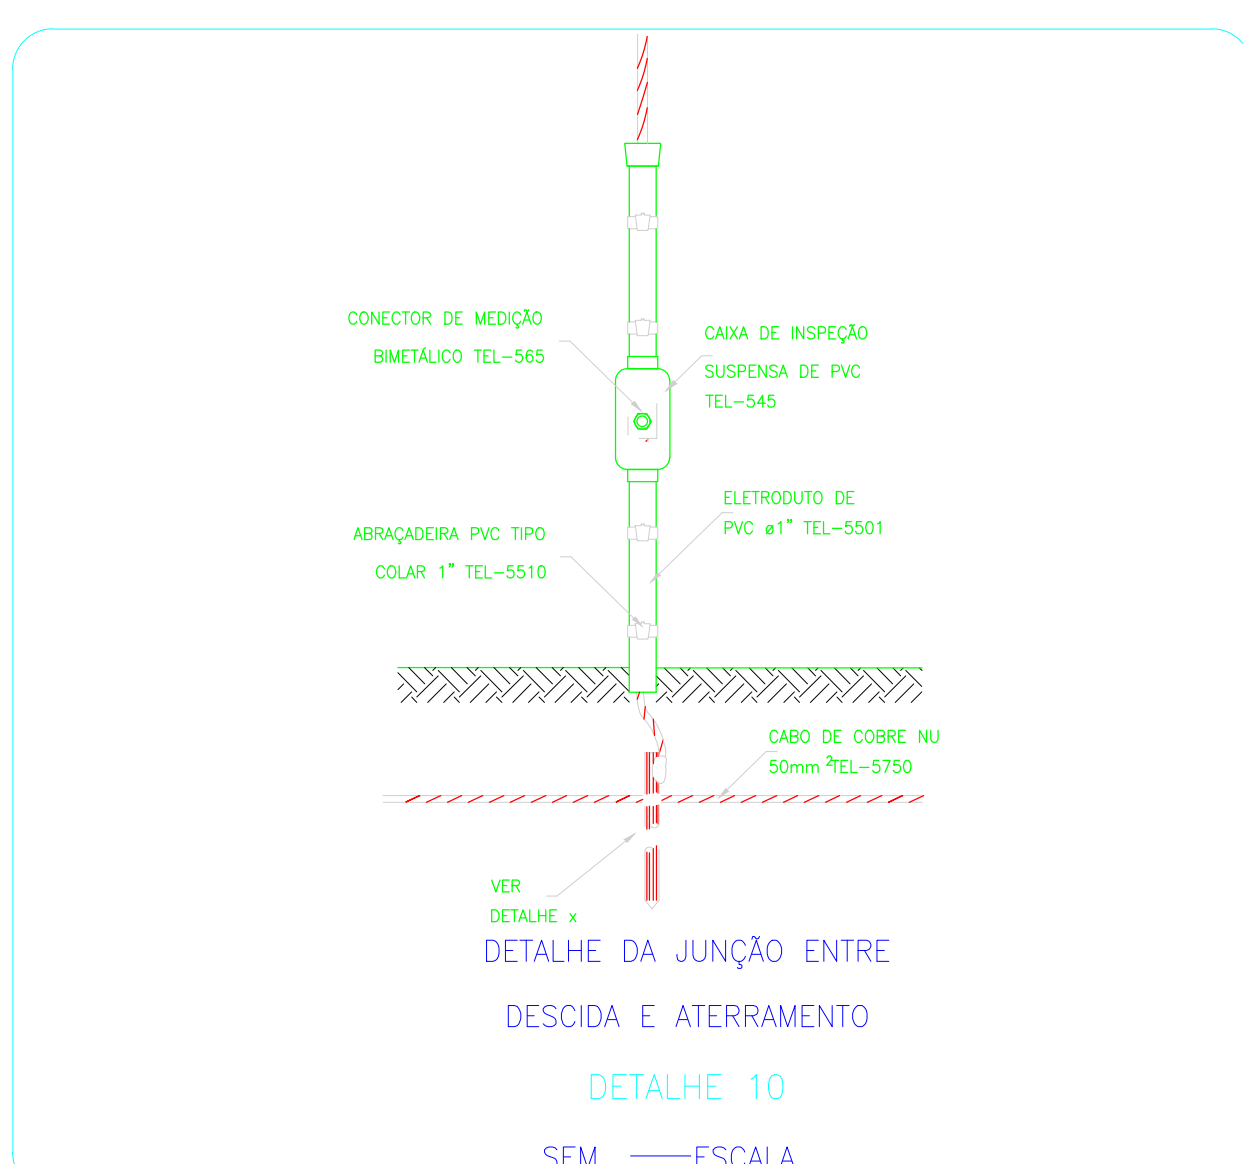 CONECTOR DE MEDIÇÃO
BIMETÁLICO TEL-565
CAIXA DE INSPEÇÃO
SUSPENSA DE PVC
TEL-545
ELETRODUTO DE
PVC ø1" TEL-5501
ABRAÇADEIRA PVC TIPO
COLAR 1" TEL-5510
CABO DE COBRE NU
50mm ²TEL-5750
VER
DETALHE x
DETALHE DA JUNÇÃO ENTRE
DESCIDA E ATERRAMENTO
DETALHE 10
SEM ESCALA